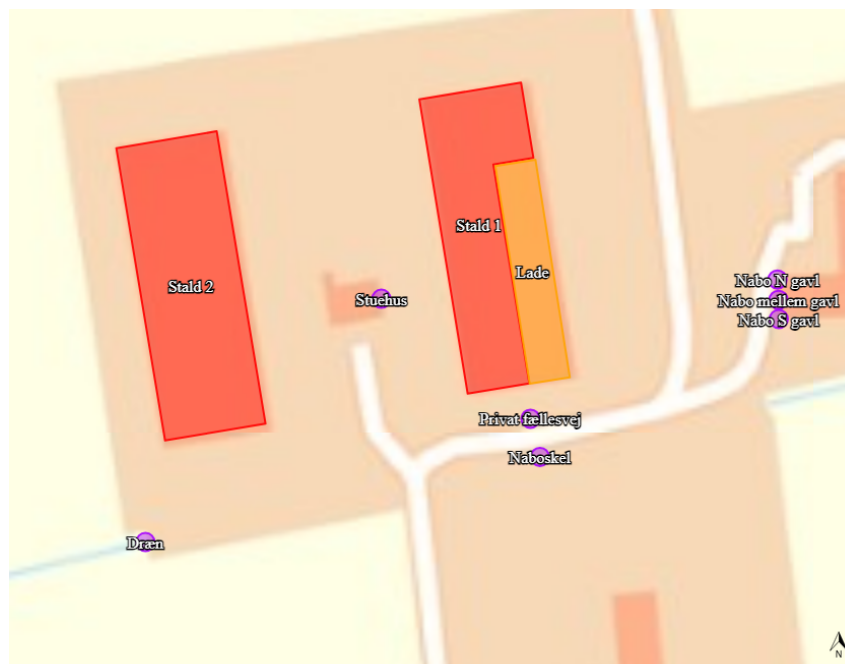 Stald 1
Lade
Stald 2
Nabo N gavl
Stuehus
Nabo mellem gavl
Nabo S gavl
Privat fællesvej
Naboskel
Dræn
N